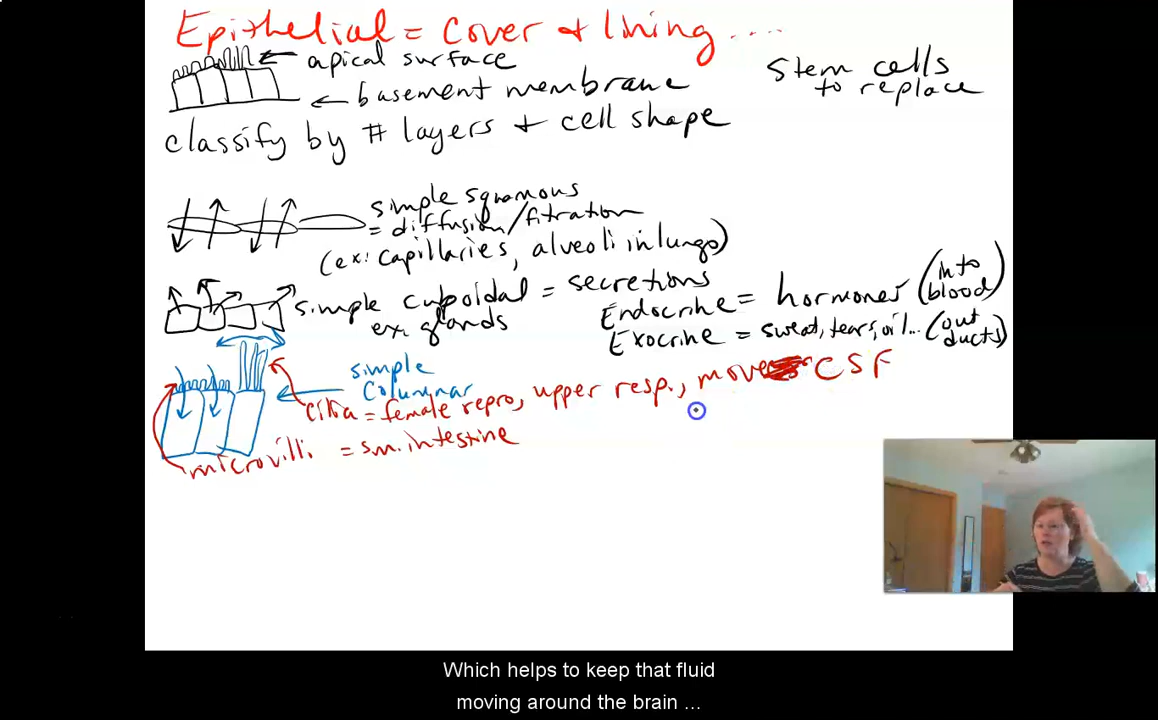 Epithelial = cover + lining....
apical surface
basement membrane
Stem cells
to replace
classify by # layers + cell shape
simple squamous
= diffusion/fitration
(ex: capillaries, alveoli in lungs)
simple cuboidal = secretions
ex: glands
Endocrine = hormones (into blood)
Exocrine = sweat, tears, oil... (out ducts)
simple
Columnar
cilia = female repro, upper resp., move CSF
microvilli = sm. intestine
Which helps to keep that fluid
moving around the brain ...